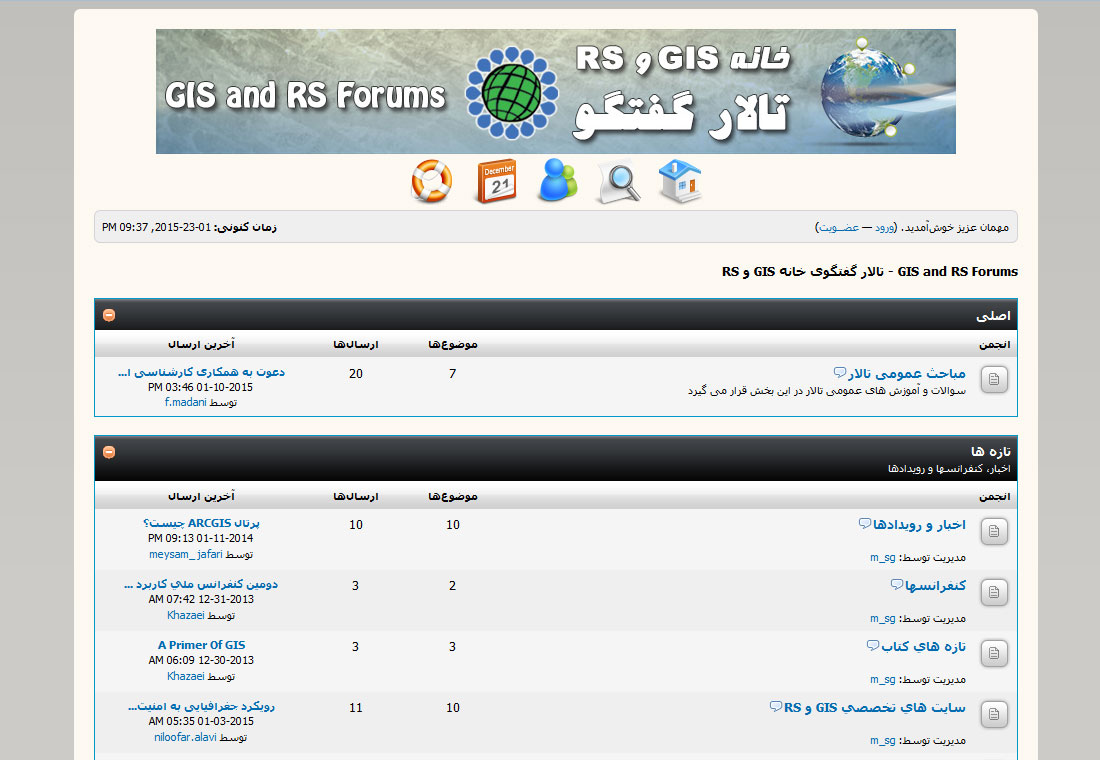 GIS and RS Forums
خانه GIS و RS
تالار گفتگو
December
21
مهمان عزیز خوش‌آمدید. (ورود — عضــویت)
زمان کنونی: 01-23-2015, 09:37 PM
GIS and RS Forums - تالار گفتگوی خانه GIS و RS
اصلی
انجمن موضوع‌ها ارسال‌ها آخرین ارسال
مباحث عمومی تالار 7 20 دعوت به همکاری کارشناسی ا...
سوالات و آموزش های عمومی تالار در این بخش قرار می گیرد
01-10-2015 03:46 PM
توسط f.madani
تازه ها
اخبار، کنفرانسها و رویدادها
انجمن موضوع‌ها ارسال‌ها آخرین ارسال
اخبار و رویدادها 10 10 پرتال ARCGIS چیست؟
01-11-2014 09:13 PM
مدیریت توسط: m_sg توسط meysam_jafari
کنفرانسها 2 3 دومین کنفرانس ملي کاربرد ...
12-31-2013 07:42 AM
مدیریت توسط: m_sg توسط Khazaei
تازه هاي کتاب 3 3 A Primer Of GIS
12-30-2013 06:09 AM
مدیریت توسط: m_sg توسط Khazaei
سايت هاي تخصصي GIS و RS 10 11 رویکرد جغرافیایی به امنیت...
01-03-2015 05:35 AM
مدیریت توسط: m_sg توسط niloofar.alavi